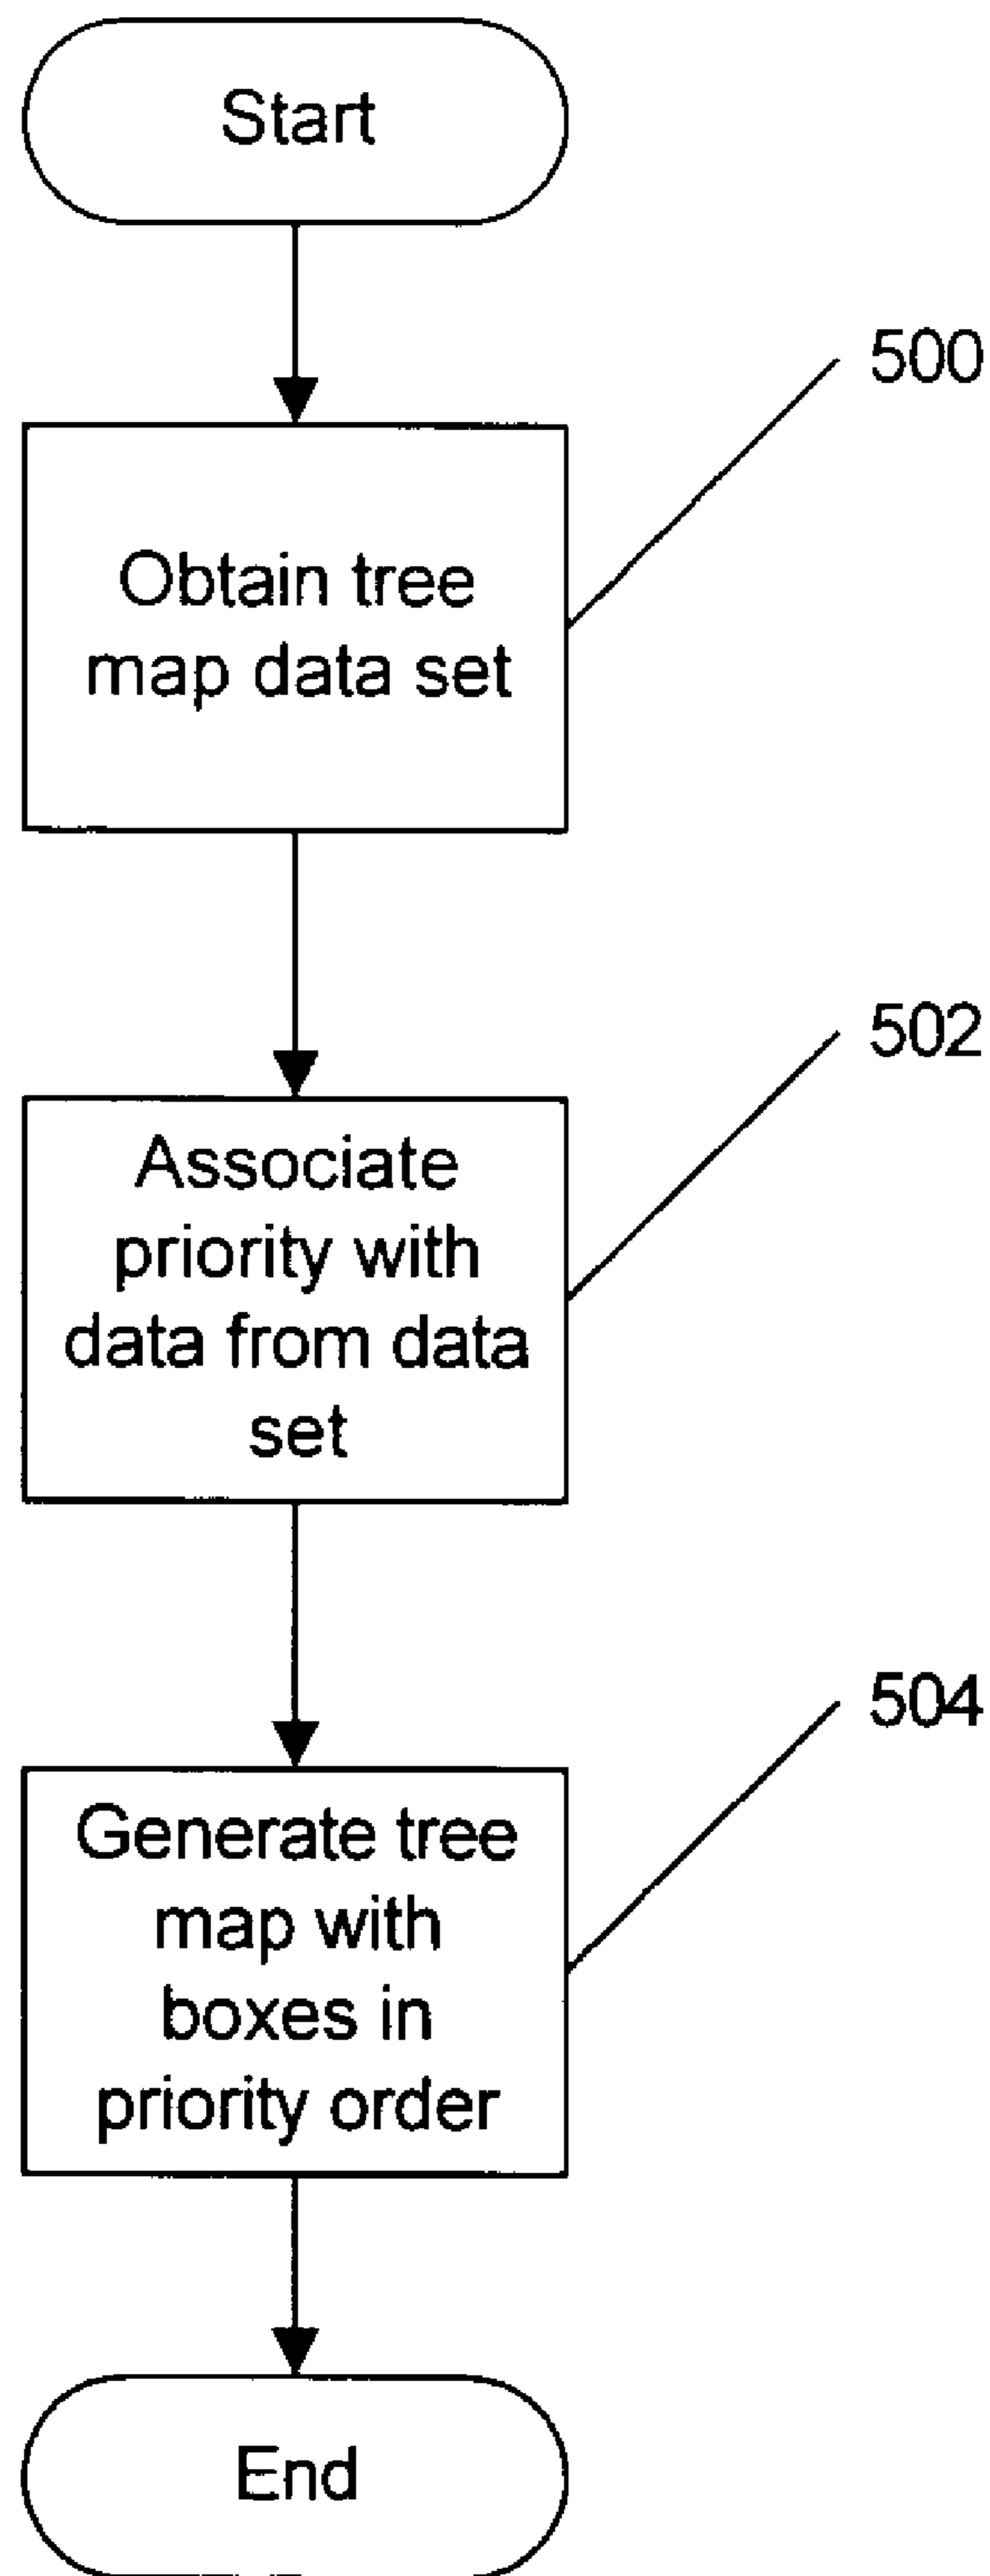 Start
500
Obtain tree
map data set
502
Associate
priority with
data from data
set
504
Generate tree
map with
boxes in
priority order
End